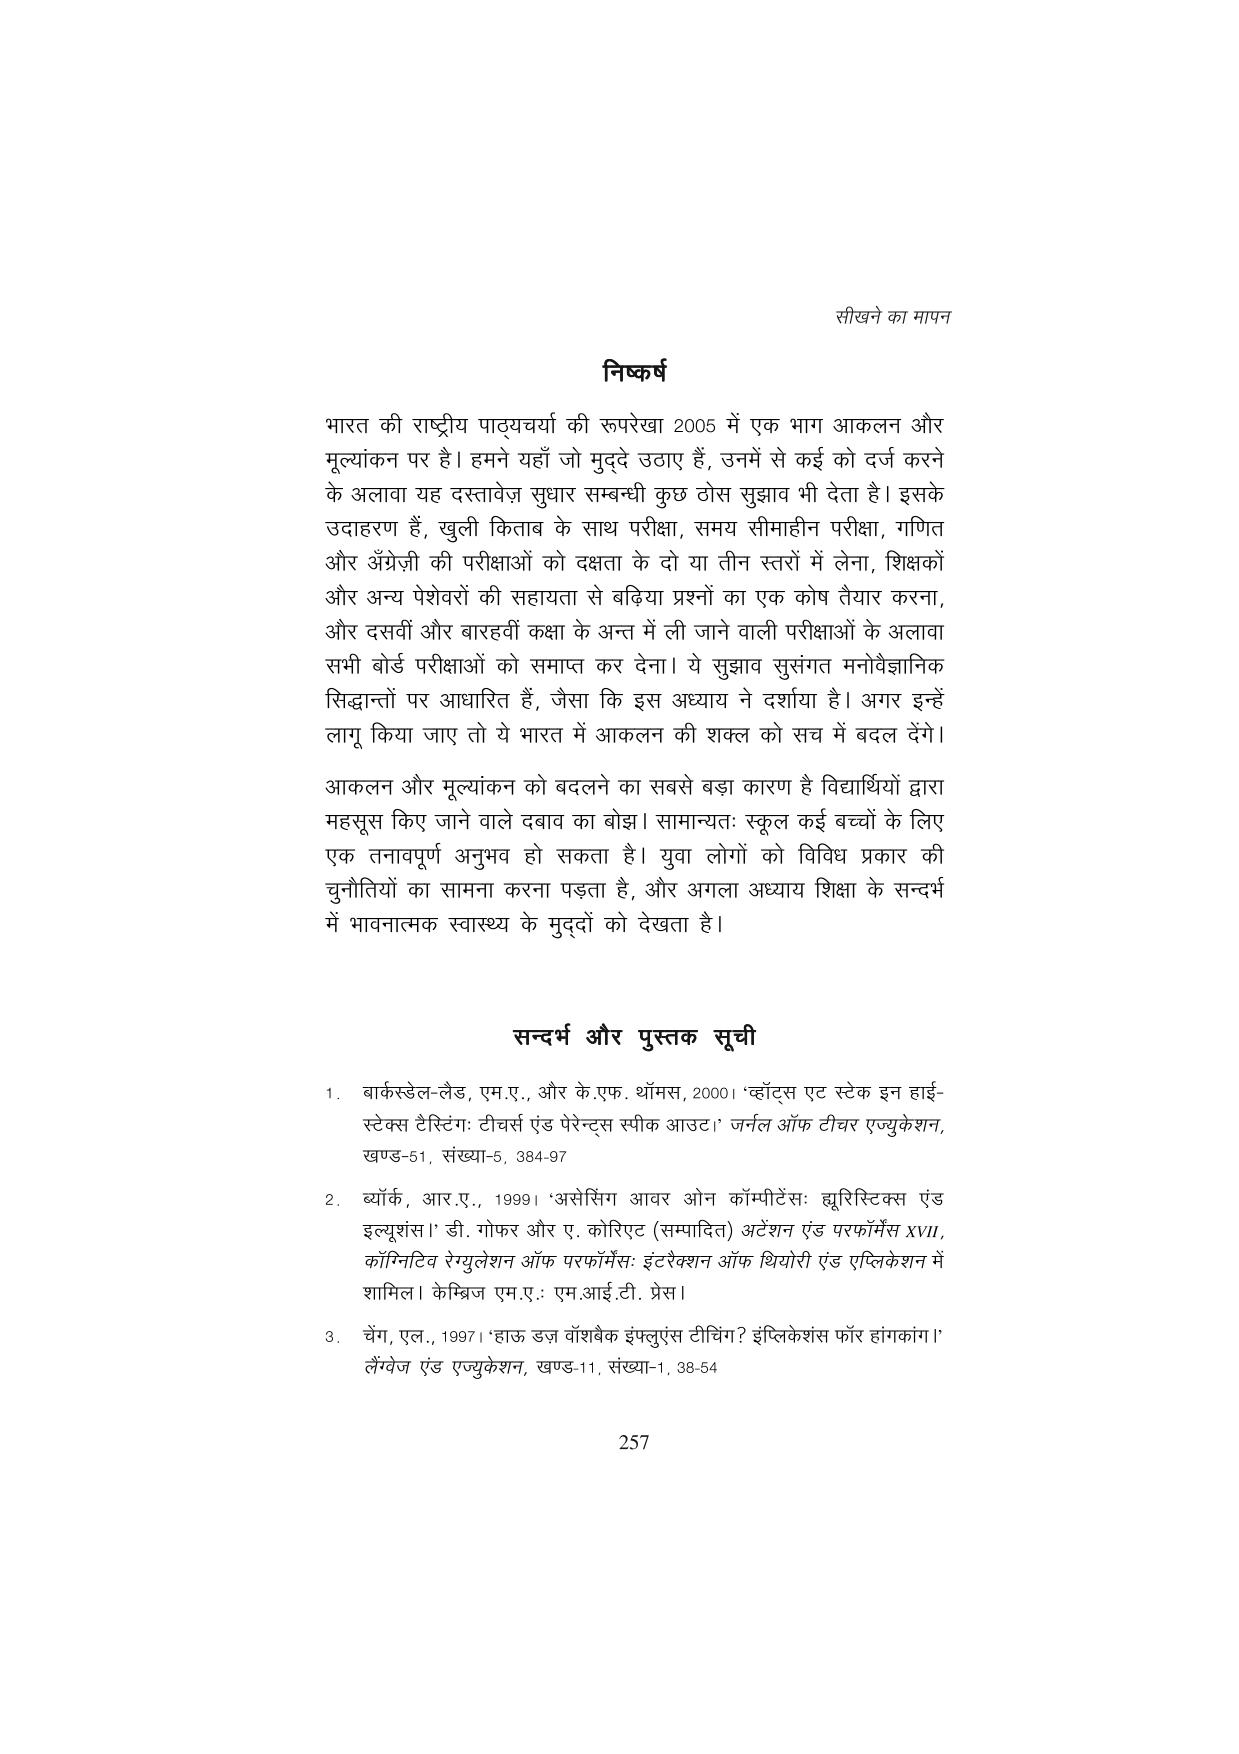 सीखने का मापन
निष्कर्ष
भारत की राष्ट्रीय पाठ्यचर्या की रूपरेखा 2005 में एक भाग आकलन और
मूल्यांकन पर है। हमने यहाँ जो मुद्दे उठाए हैं, उनमें से कई को दर्ज करने
के अलावा यह दस्तावेज़ सुधार सम्बन्धी कुछ ठोस सुझाव भी देता है। इसके
उदाहरण हैं, खुली किताब के साथ परीक्षा, समय सीमाहीन परीक्षा, गणित
और अँग्रेज़ी की परीक्षाओं को दक्षता के दो या तीन स्तरों में लेना, शिक्षकों
और अन्य पेशेवरों की सहायता से बढ़िया प्रश्नों का एक कोष तैयार करना,
और दसवीं और बारहवीं कक्षा के अन्त में ली जाने वाली परीक्षाओं के अलावा
सभी बोर्ड परीक्षाओं को समाप्त कर देना। ये सुझाव सुसंगत मनोवैज्ञानिक
सिद्धान्तों पर आधारित हैं, जैसा कि इस अध्याय ने दर्शाया है। अगर इन्हें
लागू किया जाए तो ये भारत में आकलन की शक्ल को सच में बदल देंगे।
आकलन और मूल्यांकन को बदलने का सबसे बड़ा कारण है विद्यार्थियों द्वारा
महसूस किए जाने वाले दबाव का बोझ। सामान्यतः स्कूल कई बच्चों के लिए
एक तनावपूर्ण अनुभव हो सकता है। युवा लोगों को विविध प्रकार की
चुनौतियों का सामना करना पड़ता है, और अगला अध्याय शिक्षा के सन्दर्भ
में भावनात्मक स्वास्थ्य के मुद्दों को देखता है।
सन्दर्भ और पुस्तक सूची
1. बार्कस्डेल-लैड, एम.ए., और के.एफ. थॉमस, 2000। ‘व्हॉट्स एट स्टेक इन हाई-
स्टेक्स टैस्टिंगः टीचर्स एंड पेरेन्ट्स स्पीक आउट।’ जर्नल ऑफ टीचर एज्युकेशन,
खण्ड-51, संख्या-5, 384-97
2. ब्यॉर्क, आर.ए., 1999। ‘असेसिंग आवर ओन कॉम्पीटेंसः ह्यूरिस्टिक्स एंड
इल्यूशंस।’ डी. गोफर और ए. कोरिएट (सम्पादित) अटेंशन एंड परफॉर्मेंस XVII,
कॉग्निटिव रेग्युलेशन ऑफ परफॉर्मेंसः इंटरैक्शन ऑफ थियोरी एंड एप्लिकेशन में
शामिल। केम्ब्रिज एम.ए.: एम.आई.टी. प्रेस।
3. चेंग, एल., 1997। ‘हाऊ डज़ वॉशबैक इंफ्लुएंस टीचिंग? इंप्लिकेशंस फॉर हांगकांग।’
लैंग्वेज एंड एज्युकेशन, खण्ड-11, संख्या-1, 38-54
257